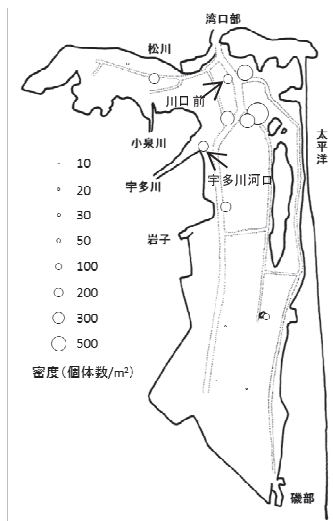 湾口部
松川
川口前
太平洋
小泉川
宇多川
宇多川河口
岩子
10
20
30
50
100
200
300
500
密度（個体数/m²）
磯部